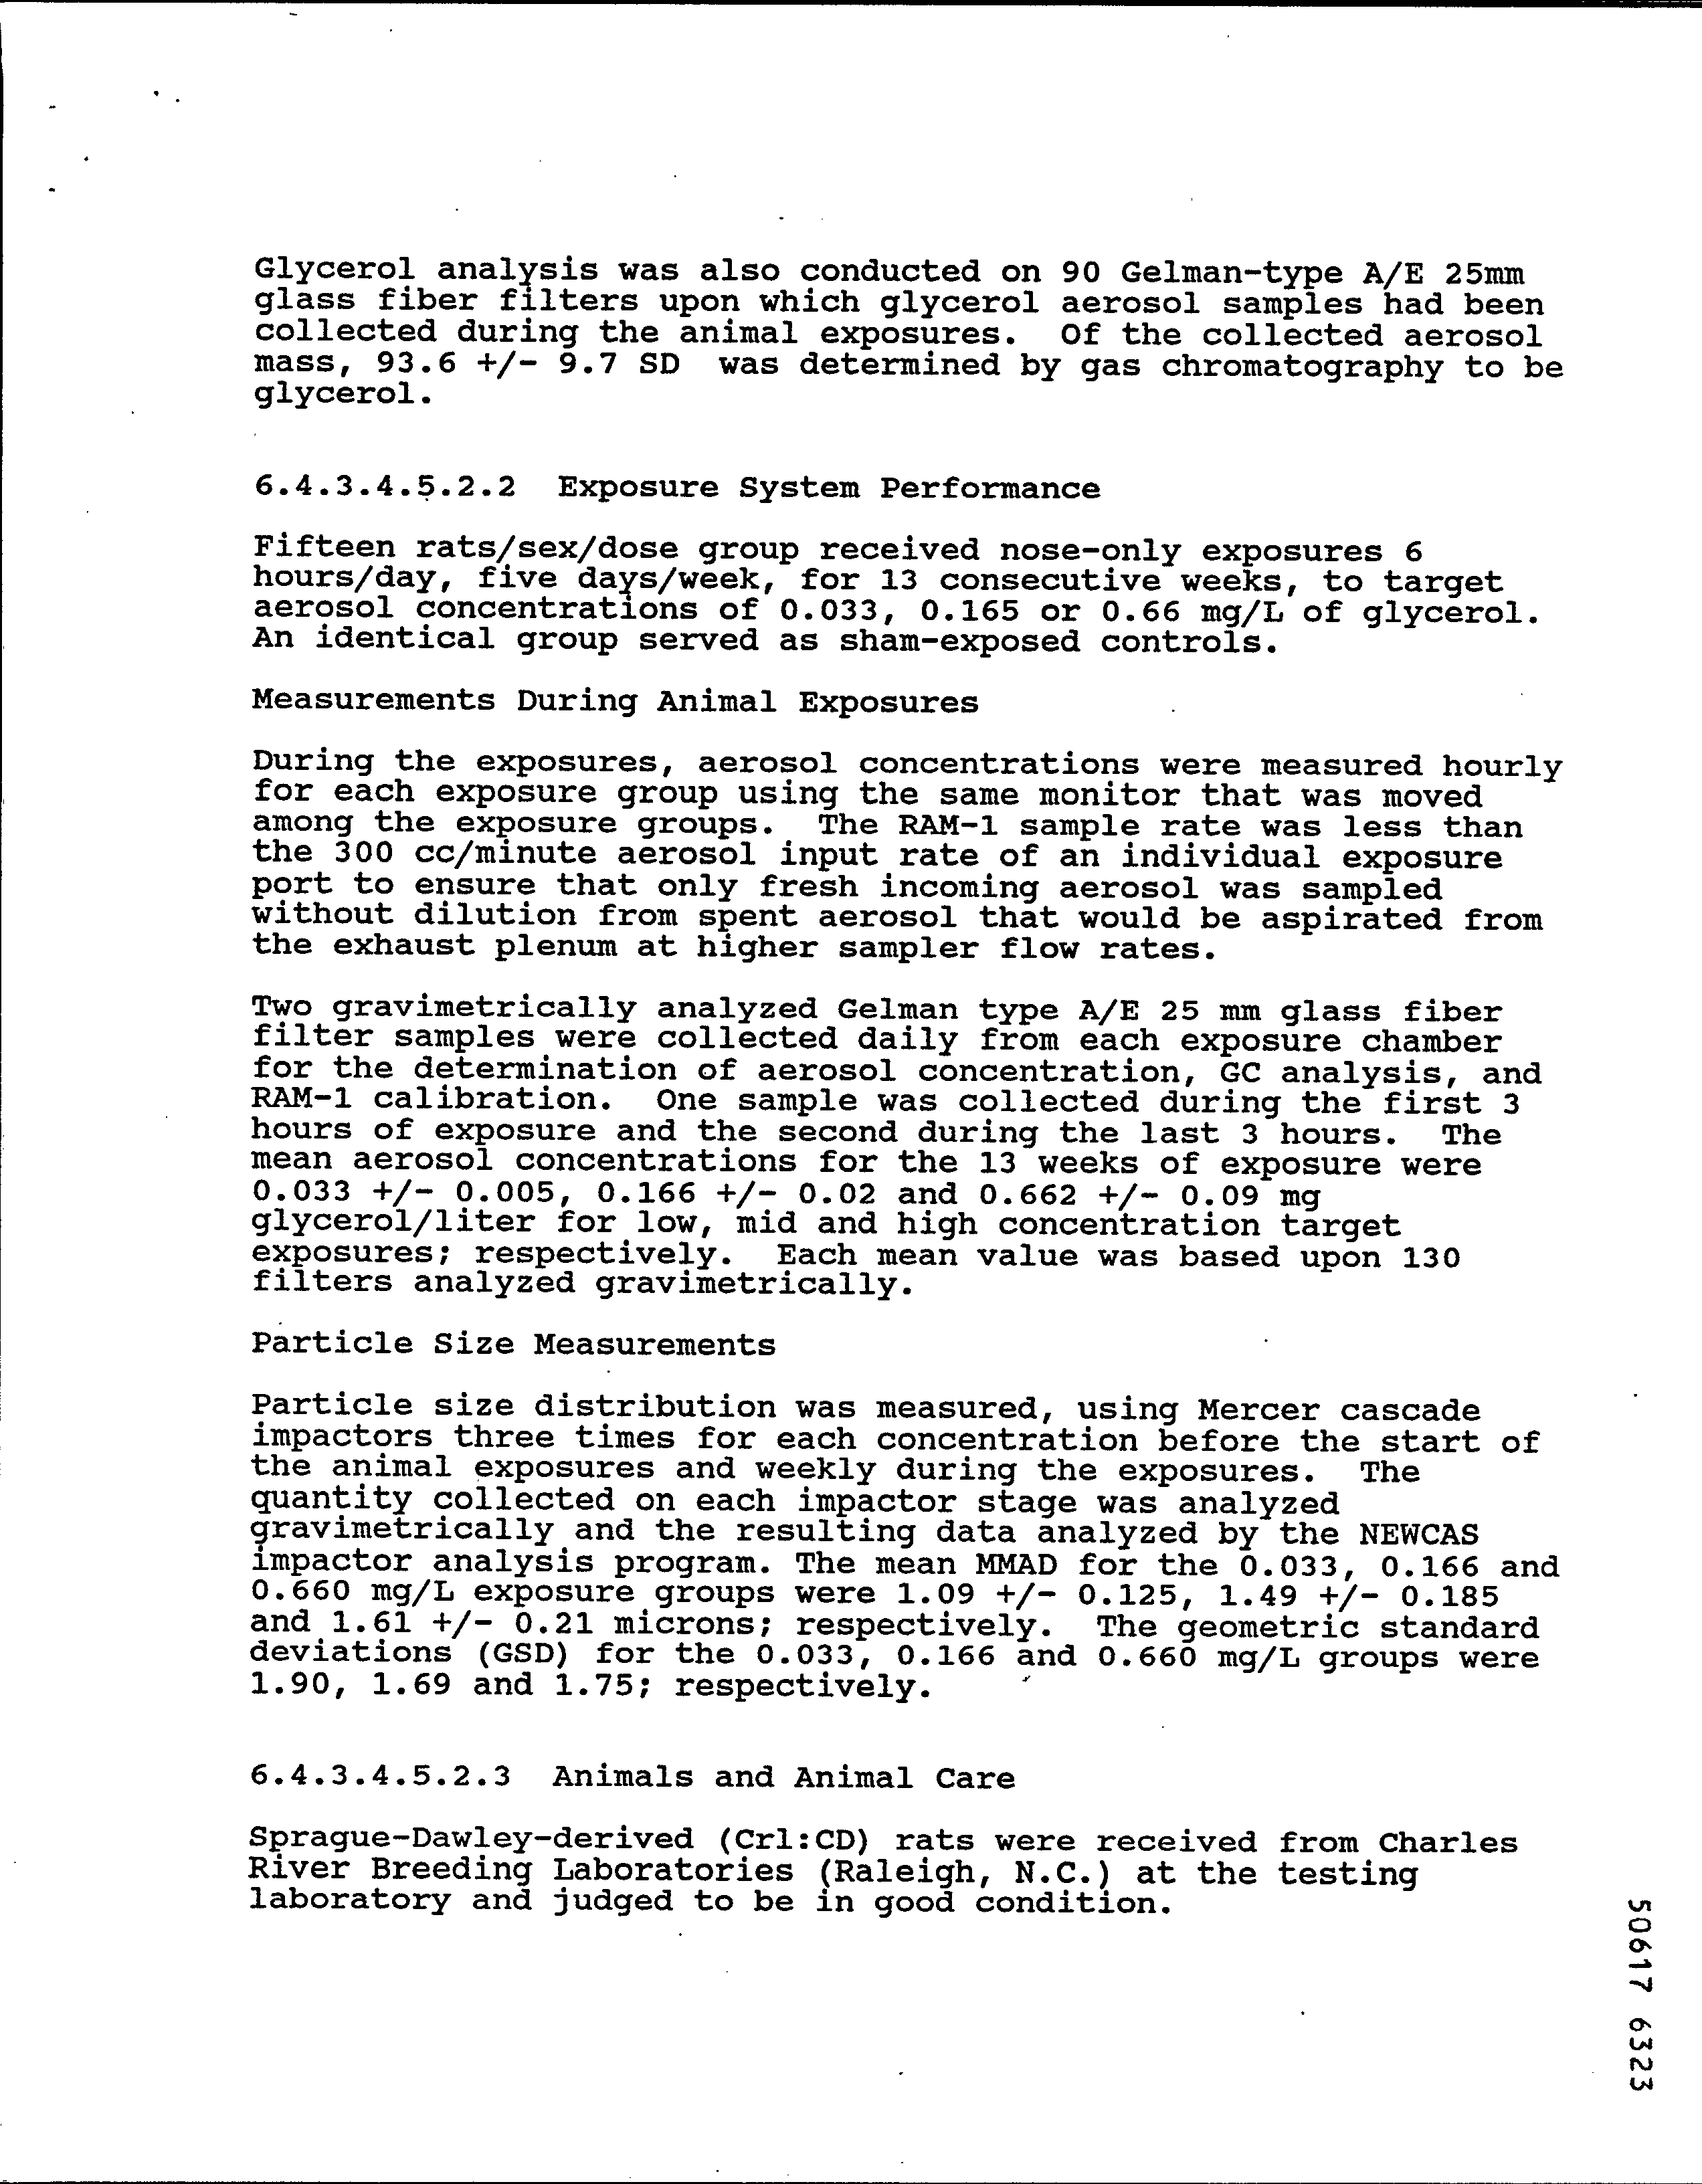 Glycerol analysis was also conducted on 90 Gelman-type A/E 25mm
glass fiber filters upon which glycerol aerosol samples had been
collected during the animal exposures. Of the collected aerosol
mass, 93.6 +/- 9.7 SD was determined by gas chromatography to be
glycerol.
6.4.3.4.5.2.2 Exposure System Performance
Fifteen rats/sex/dose group received nose-only exposures 6
hours/day, five days/week, for 13 consecutive weeks, to target
aerosol concentrations of 0.033, 0.165 or 0.66 mg/L of glycerol.
An identical group served as sham-exposed controls.
Measurements During Animal Exposures
During the exposures, aerosol concentrations were measured hourly
for each exposure group using the same monitor that was moved
among the exposure groups. The RAM-1 sample rate was less than
the 300 cc/minute aerosol input rate of an individual exposure
port to ensure that only fresh incoming aerosol was sampled
without dilution from spent aerosol that would be aspirated from
the exhaust plenum at higher sampler flow rates.
Two gravimetrically analyzed Gelman type A/E 25 mm glass fiber
filter samples were collected daily from each exposure chamber
for the determination of aerosol concentration, GC analysis, and
RAM-1 calibration. One sample was collected during the first 3
hours of exposure and the second during the last 3 hours. The
mean aerosol concentrations for the 13 weeks of exposure were
0.033 +/- 0.005, 0.166 +/- 0.02 and 0.662 +/- 0.09 mg
glycerol/liter for low, mid and high concentration target
exposures; respectively. Each mean value was based upon 130
filters analyzed gravimetrically.
Particle Size Measurements
Particle size distribution was measured, using Mercer cascade
impactors three times for each concentration before the start of
the animal exposures and weekly during the exposures. The
quantity collected on each impactor stage was analyzed
gravimetrically and the resulting data analyzed by the NEWCAS
impactor analysis program. The mean MMAD for the 0.033, 0.166 and
0.660 mg/L exposure groups were 1.09 +/- 0.125, 1.49 +/- 0.185
and 1.61 +/- 0.21 microns; respectively. The geometric standard
deviations (GSD) for the 0.033, 0.166 and 0.660 mg/L groups were
1.90, 1.69 and 1.75; respectively.
6.4.3.4.5.2.3 Animals and Animal Care
Sprague-Dawley-derived (Crl:CD) rats were received from Charles
River Breeding Laboratories (Raleigh, N.C.) at the testing
laboratory and judged to be in good condition.
50617 6323